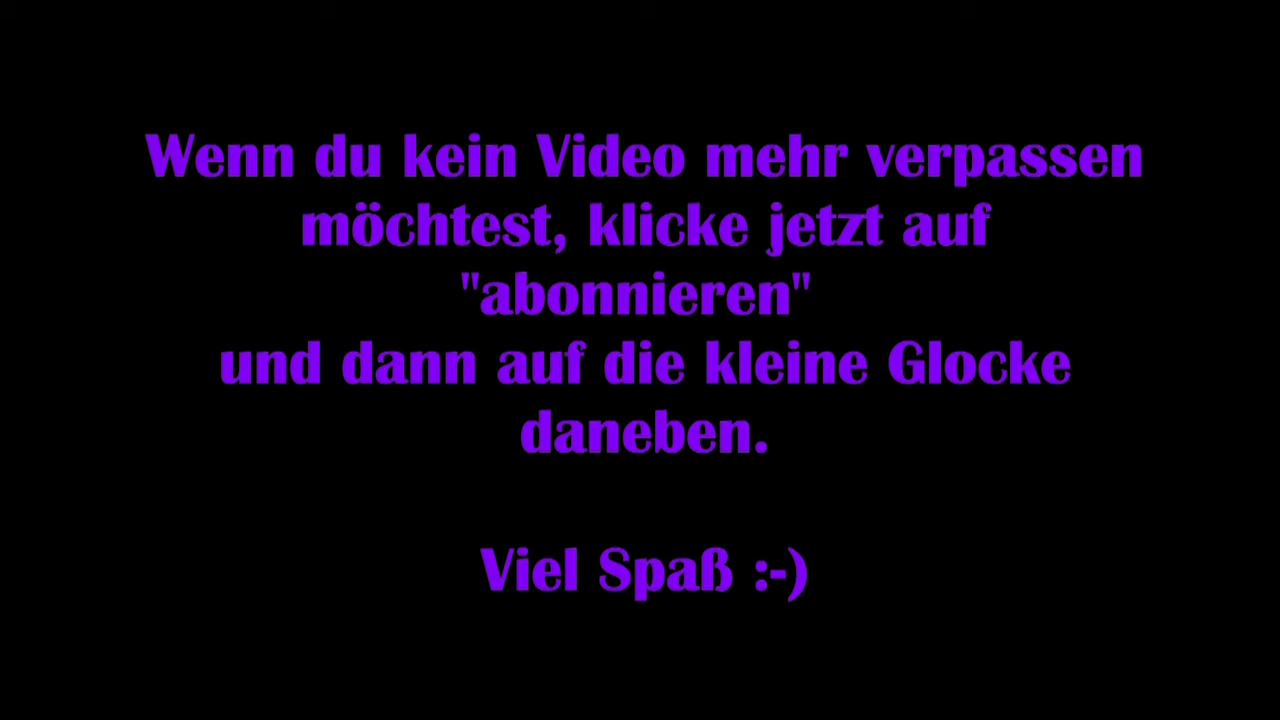 Wenn du kein Video mehr verpassen
möchtest, klicke jetzt auf
"abonnieren"
und dann auf die kleine Glocke
daneben.
Viel Spaß :-)